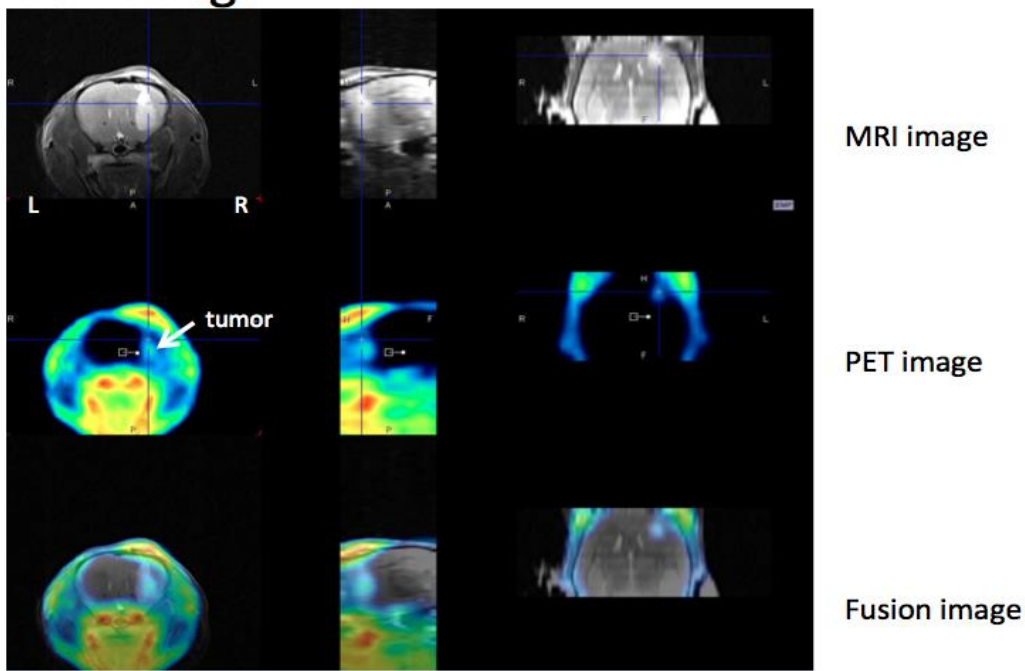 R L R L
F
MRI image
P P
L R
A A
H
tumor
R H F R L
PET image
F
P P
Fusion image